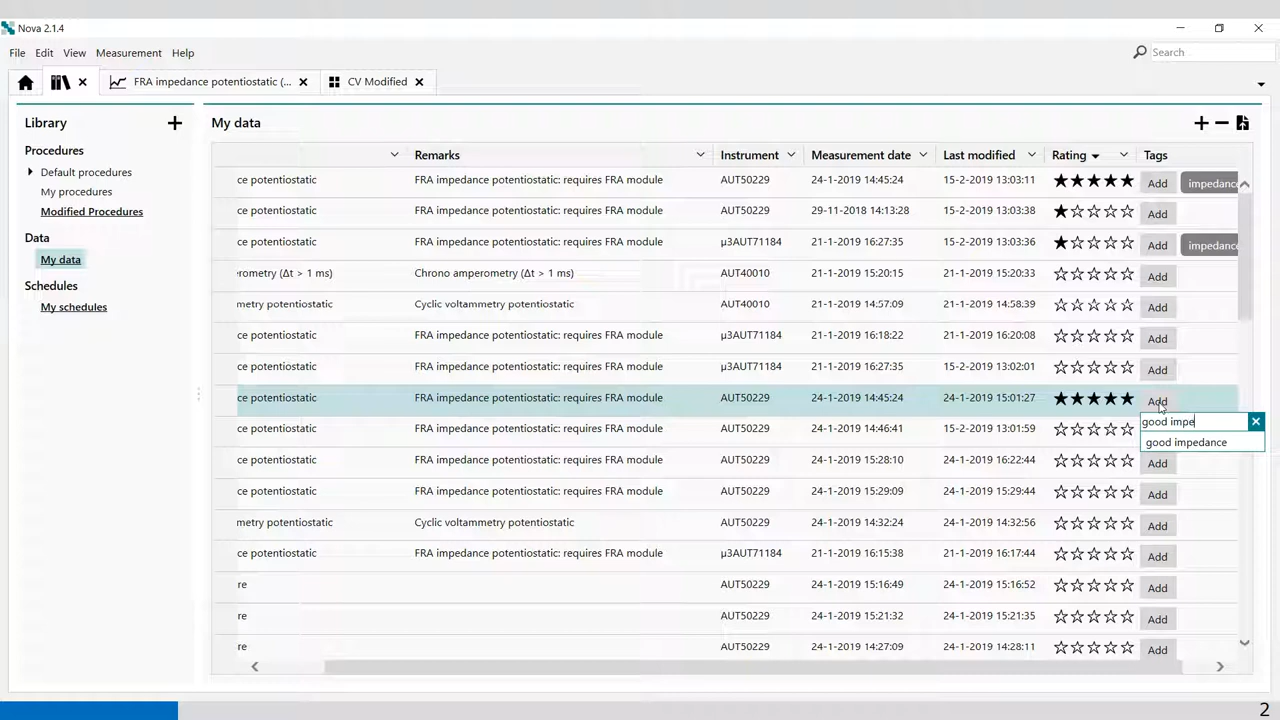 Nova 2.1.4
File Edit View Measurement Help
Search
FRA impedance potentiostatic (...
CV Modified
Library
Procedures
Default procedures
My procedures
Modified Procedures
Data
My data
Schedules
My schedules
My data
Remarks Instrument Measurement date Last modified Rating Tags
ce potentiostatic FRA impedance potentiostatic: requires FRA module AUT50229 24-1-2019 14:45:24 15-2-2019 13:03:11 ★★★★★ Add impedance
ce potentiostatic FRA impedance potentiostatic: requires FRA module AUT50229 29-11-2018 14:13:28 15-2-2019 13:03:38 ★☆☆☆☆ Add
ce potentiostatic FRA impedance potentiostatic: requires FRA module µ3AUT71184 21-1-2019 16:27:35 15-2-2019 13:03:36 ★☆☆☆☆ Add impedance
rometry (Δt > 1 ms) Chrono amperometry (Δt > 1 ms) AUT40010 21-1-2019 15:20:15 21-1-2019 15:20:33 ☆☆☆☆☆ Add
metry potentiostatic Cyclic voltammetry potentiostatic AUT40010 21-1-2019 14:57:09 21-1-2019 14:58:39 ☆☆☆☆☆ Add
ce potentiostatic FRA impedance potentiostatic: requires FRA module µ3AUT71184 21-1-2019 16:18:22 21-1-2019 16:20:08 ☆☆☆☆☆ Add
ce potentiostatic FRA impedance potentiostatic: requires FRA module µ3AUT71184 21-1-2019 16:27:35 15-2-2019 13:02:01 ☆☆☆☆☆ Add
ce potentiostatic FRA impedance potentiostatic: requires FRA module AUT50229 24-1-2019 14:45:24 24-1-2019 15:01:27 ★★★★★ Add
good impe
ce potentiostatic FRA impedance potentiostatic: requires FRA module AUT50229 24-1-2019 14:46:41 15-2-2019 13:01:59 ☆☆☆☆☆
good impedance
ce potentiostatic FRA impedance potentiostatic: requires FRA module AUT50229 24-1-2019 15:28:10 24-1-2019 16:22:44 ☆☆☆☆☆ Add
ce potentiostatic FRA impedance potentiostatic: requires FRA module AUT50229 24-1-2019 15:29:09 24-1-2019 15:29:44 ☆☆☆☆☆ Add
metry potentiostatic Cyclic voltammetry potentiostatic AUT50229 24-1-2019 14:32:24 24-1-2019 14:32:56 ☆☆☆☆☆ Add
ce potentiostatic FRA impedance potentiostatic: requires FRA module µ3AUT71184 21-1-2019 16:15:38 21-1-2019 16:17:44 ☆☆☆☆☆ Add
re AUT50229 24-1-2019 15:16:49 24-1-2019 15:16:52 ☆☆☆☆☆ Add
re AUT50229 24-1-2019 15:21:32 24-1-2019 15:21:35 ☆☆☆☆☆ Add
re AUT50229 24-1-2019 14:27:09 24-1-2019 14:28:11 ☆☆☆☆☆ Add
2